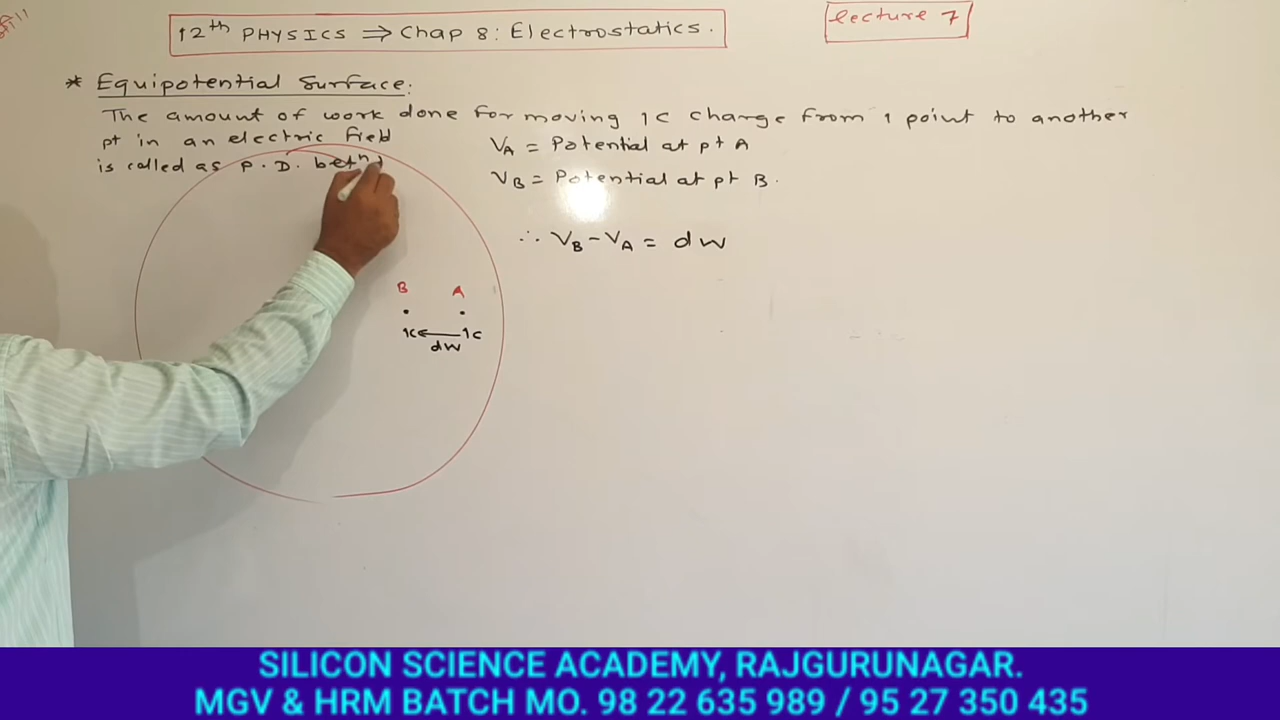 12th PHYSICS ⇒ Chap 8: Electrostatics.
lecture 7
* Equipotential Surface:
The amount of work done for moving 1C charge from 1 point to another
pt in an electric field
is called as P.D. betn
VA = Potential at pt A
VB = Potential at pt B.
∴ VB - VA = dw
B A
1C ← 1C
dw
SILICON SCIENCE ACADEMY, RAJGURUNAGAR.
MGV & HRM BATCH MO. 98 22 635 989 / 95 27 350 435